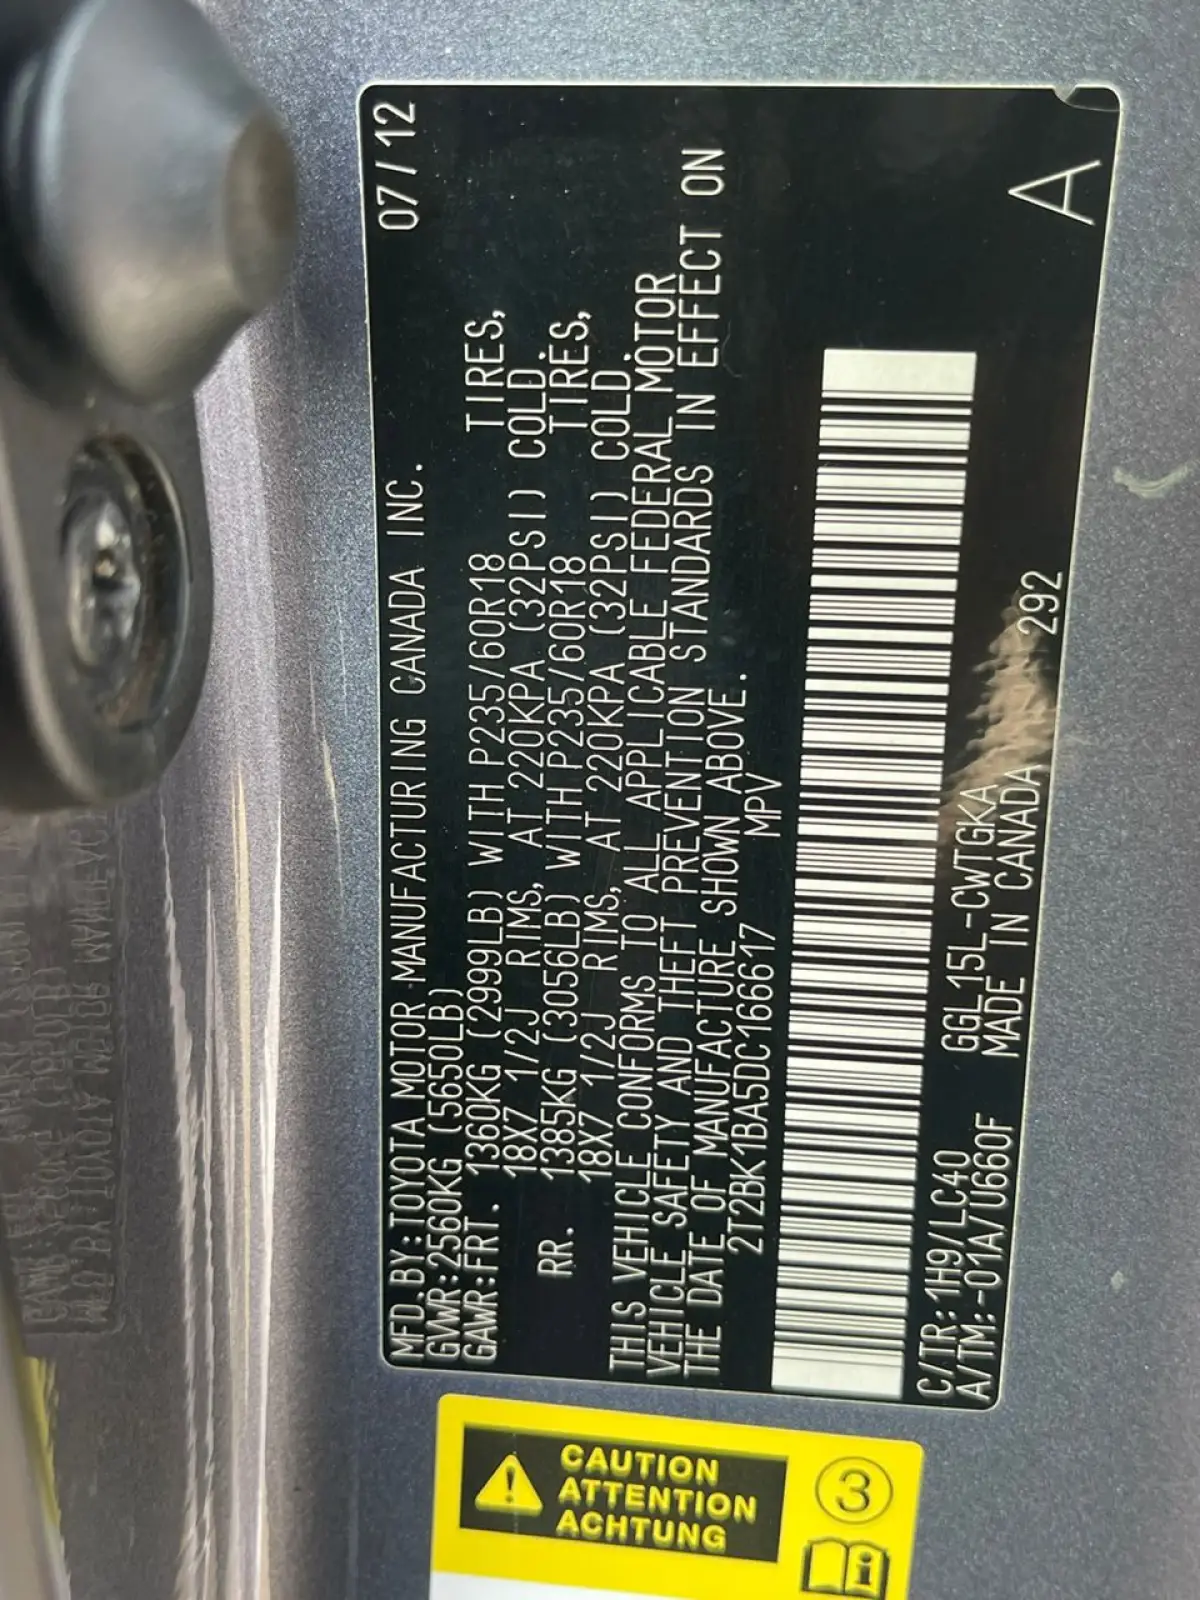 MFD.BY:TOYOTA MOTOR MANUFACTURING CANADA INC. 07/12
GVWR:2560KG (5650LB)
GAWR:FRT. 1360KG (2999LB) WITH P235/60R18 TIRES,
18X7 1/2J RIMS, AT 220KPA (32PSI) COLD.
RR. 1385KG (3056LB) WITH P235/60R18 TIRES,
18X7 1/2J RIMS, AT 220KPA (32PSI) COLD.
THIS VEHICLE CONFORMS TO ALL APPLICABLE FEDERAL MOTOR
VEHICLE SAFETY AND THEFT PREVENTION STANDARDS IN EFFECT ON
THE DATE OF MANUFACTURE SHOWN ABOVE.
2T2BK1BA5DC166617 MPV
C/TR:1H9/LC40 GGL15L-CWTGKA
A/TM:-01A/U660F MADE IN CANADA 292
A
CAUTION
ATTENTION
ACHTUNG
3
i